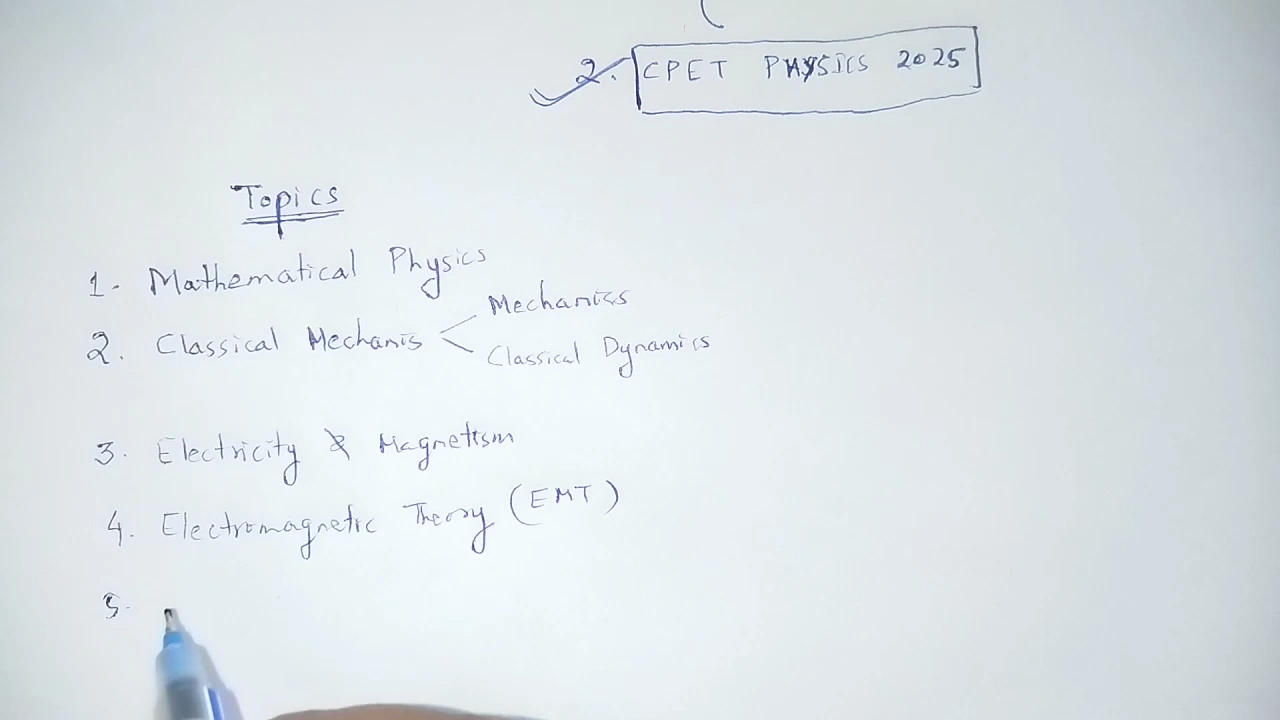 2. CPET PHYSICS 2025
Topics
1. Mathematical Physics
2. Classical Mechanis
Mechanics
Classical Dynamics
3. Electricity & Magnetism
4. Electromagnetic Theory (EMT)
5.